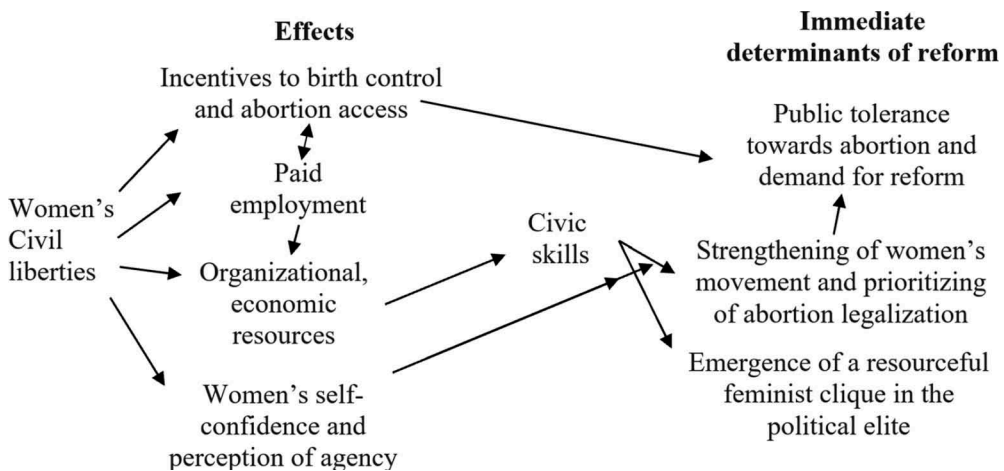 Effects
Immediate
determinants of reform
Incentives to birth control
and abortion access
Public tolerance
towards abortion and
demand for reform
Paid
employment
Women's
Civil
liberties
Civic
skills
Organizational,
economic
resources
Strengthening of women's
movement and prioritizing
of abortion legalization
Women's self-
confidence and
perception of agency
Emergence of a resourceful
feminist clique in the
political elite